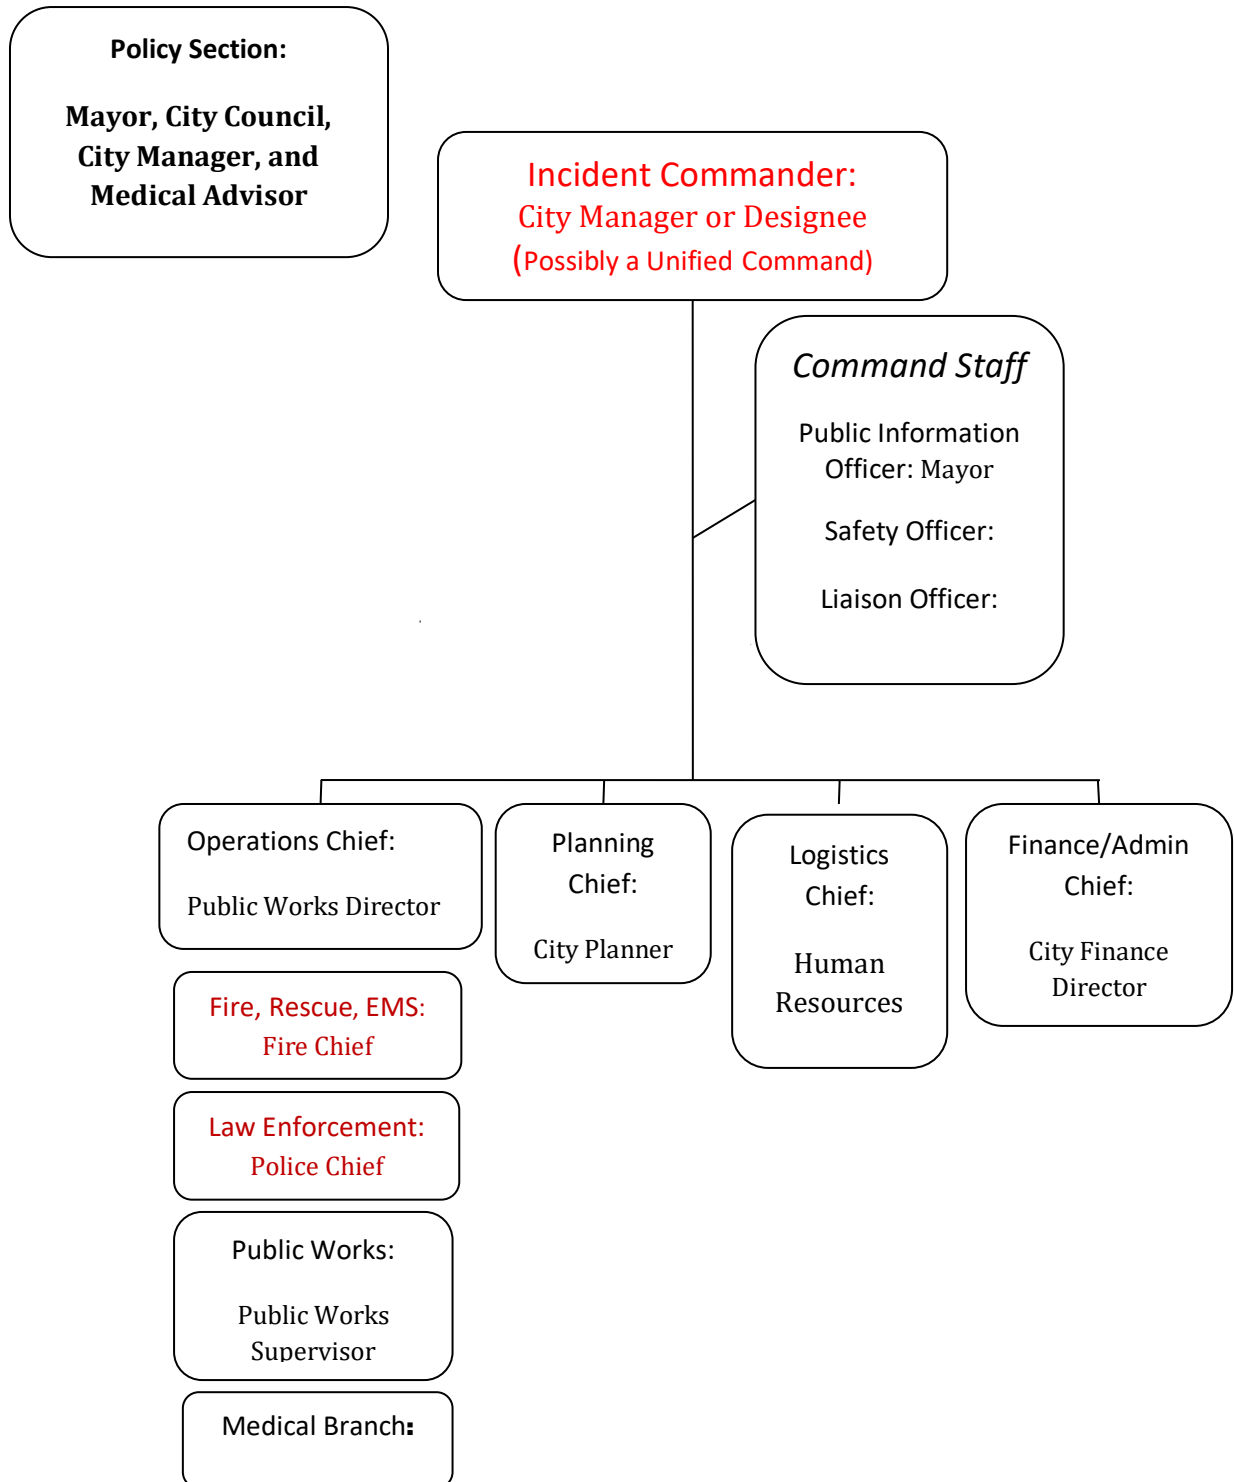 Policy Section:
Mayor, City Council,
City Manager, and
Medical Advisor
Incident Commander:
City Manager or Designee
(Possibly a Unified Command)
Command Staff
Public Information
Officer: Mayor
Safety Officer:
Liaison Officer:
Operations Chief:
Public Works Director
Planning
Chief:
City Planner
Logistics
Chief:
Human
Resources
Finance/Admin
Chief:
City Finance
Director
Fire, Rescue, EMS:
Fire Chief
Law Enforcement:
Police Chief
Public Works:
Public Works
Supervisor
Medical Branch: